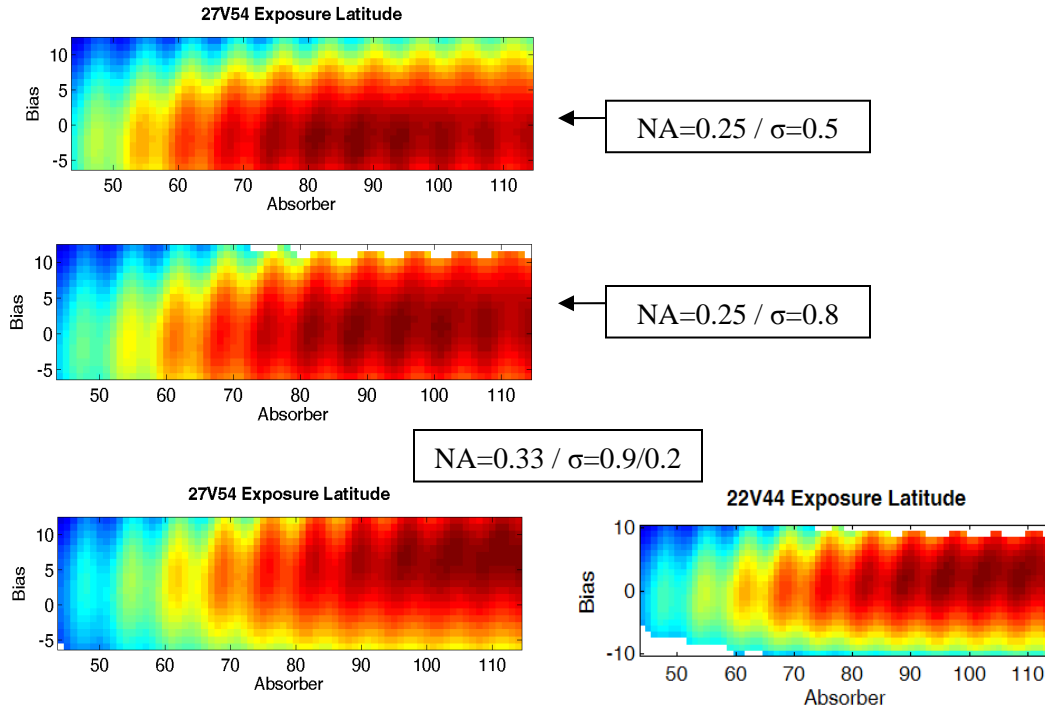 27V54 Exposure Latitude
10
5
0
-5
Bias
50 60 70 80 90 100 110
Absorber
NA=0.25 / σ=0.5
10
5
0
-5
Bias
50 60 70 80 90 100 110
Absorber
NA=0.25 / σ=0.8
NA=0.33 / σ=0.9/0.2
27V54 Exposure Latitude
10
5
0
-5
Bias
50 60 70 80 90 100 110
Absorber
22V44 Exposure Latitude
10
0
-10
Bias
50 60 70 80 90 100 110
Absorber